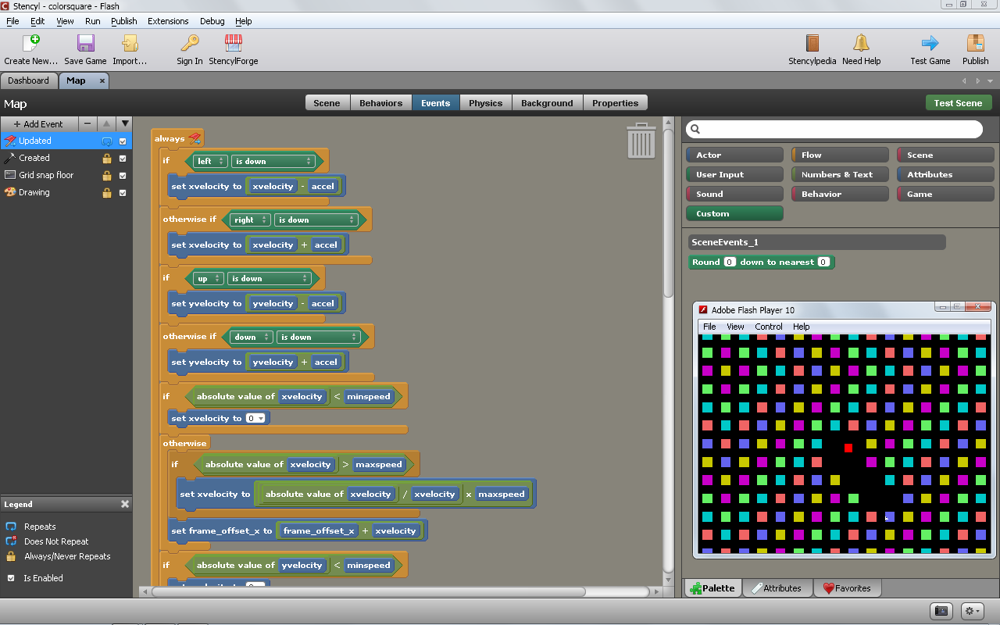 Stencyl - colorsquare - Flash
File Edit View Run Publish Extensions Debug Help
Create New... Save Game Import... Sign In StencylForge Stencylpedia Need Help Test Game Publish
Dashboard Map
Map Scene Behaviors Events Physics Background Properties Test Scene
+ Add Event
Updated
Created
Grid snap floor
Drawing
Legend
Repeats
Does Not Repeat
Always/Never Repeats
Is Enabled
always
if left is down
set xvelocity to xvelocity - accel
otherwise if right is down
set xvelocity to xvelocity + accel
if up is down
set yvelocity to yvelocity - accel
otherwise if down is down
set yvelocity to yvelocity + accel
if absolute value of xvelocity < minspeed
set xvelocity to 0
otherwise
if absolute value of xvelocity > maxspeed
set xvelocity to absolute value of xvelocity / xvelocity x maxspeed
set frame_offset_x to frame_offset_x + xvelocity
if absolute value of yvelocity < minspeed
Actor Flow Scene
User Input Numbers & Text Attributes
Sound Behavior Game
Custom
SceneEvents_1
Round 0 down to nearest 0
Adobe Flash Player 10
File View Control Help
Palette Attributes Favorites